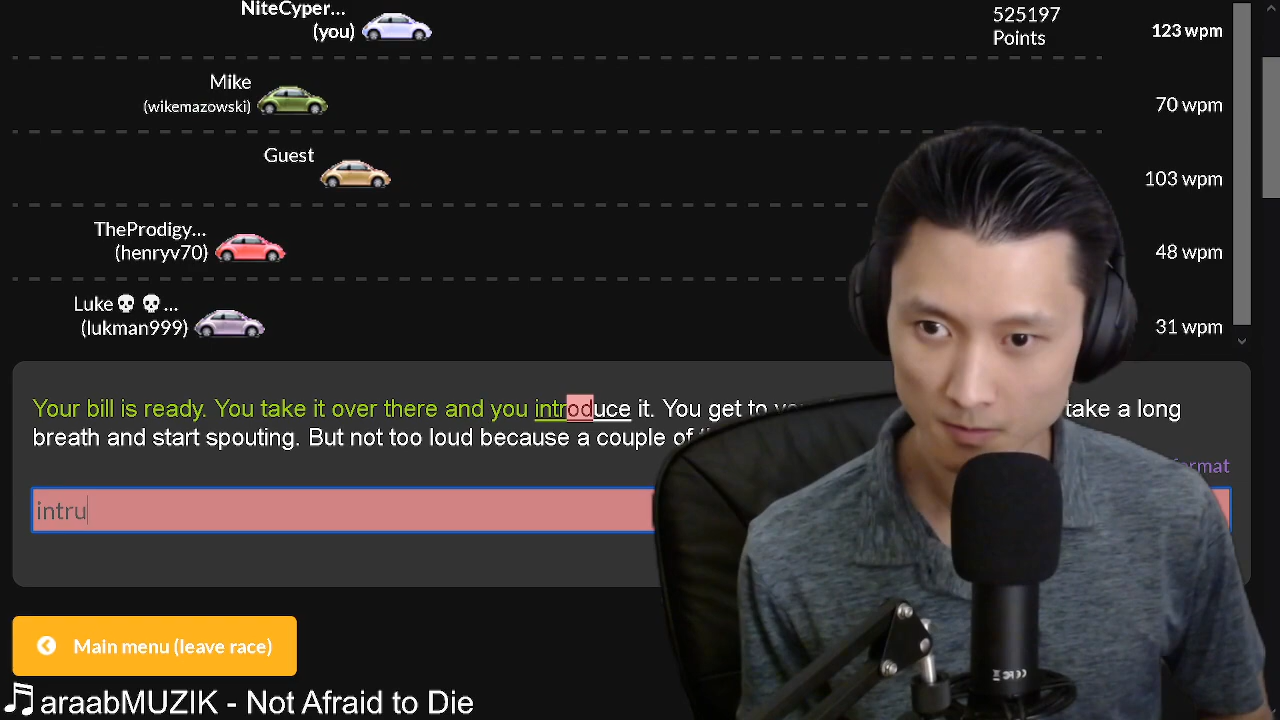 NiteCyper...
(you)
525197
Points
123 wpm
Mike
(wikemazowski)
70 wpm
Guest
103 wpm
TheProdigy...
(henryv70)
48 wpm
Luke💀 💀...
(lukman999)
31 wpm
Your bill is ready. You take it over there and you introduce it. You get to take a long
breath and start spouting. But not too loud because a couple of
intru
Main menu (leave race)
araabMUZIK - Not Afraid to Die